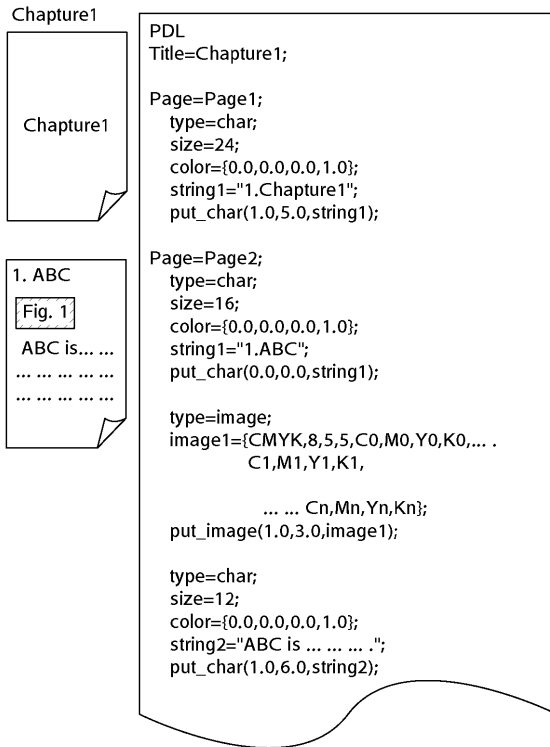 Chapture1
Chapture1
1. ABC
Fig. 1
ABC is... ...
... ... ... ... ...
... ... ... ... ...
PDL
Title=Chapture1;
Page=Page1;
type=char;
size=24;
color={0.0,0.0,0.0,1.0};
string1="1.Chapture1";
put_char(1.0,5.0,string1);
Page=Page2;
type=char;
size=16;
color={0.0,0.0,0.0,1.0};
string1="1.ABC";
put_char(0.0,0.0,string1);
type=image;
image1={CMYK,8,5,5,C0,M0,Y0,K0,... .
C1,M1,Y1,K1,
... ... Cn,Mn,Yn,Kn};
put_image(1.0,3.0,image1);
type=char;
size=12;
color={0.0,0.0,0.0,1.0};
string2="ABC is ... ... ... .";
put_char(1.0,6.0,string2);